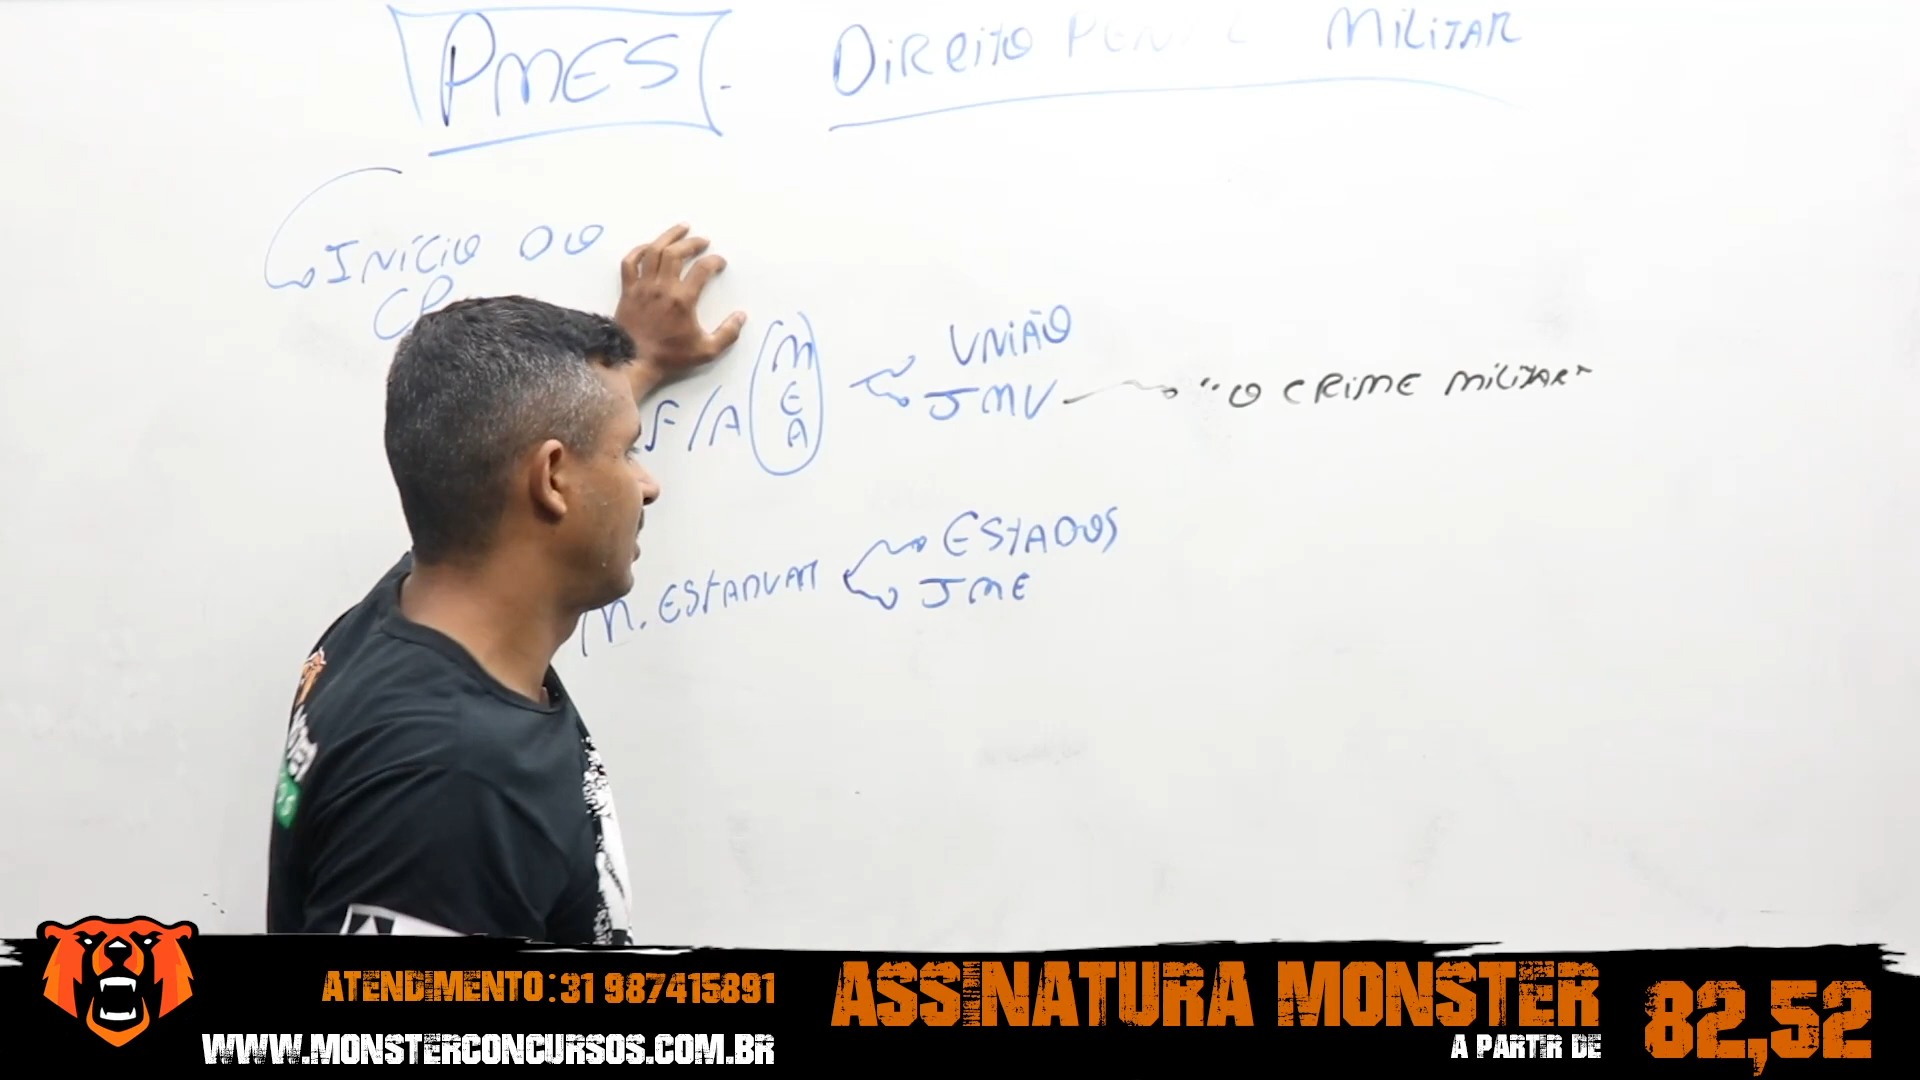 PMES.
DIREITO PENAL MILITAR
INÍCIO DO
F/A
M
E
A
UNIÃO
JMU
"O CRIME MILITAR"
M. ESTADUAL
ESTADOS
JME
ATENDIMENTO: 31 987415891
WWW.MONSTERCONCURSOS.COM.BR
ASSINATURA MONSTER
A PARTIR DE
82,52